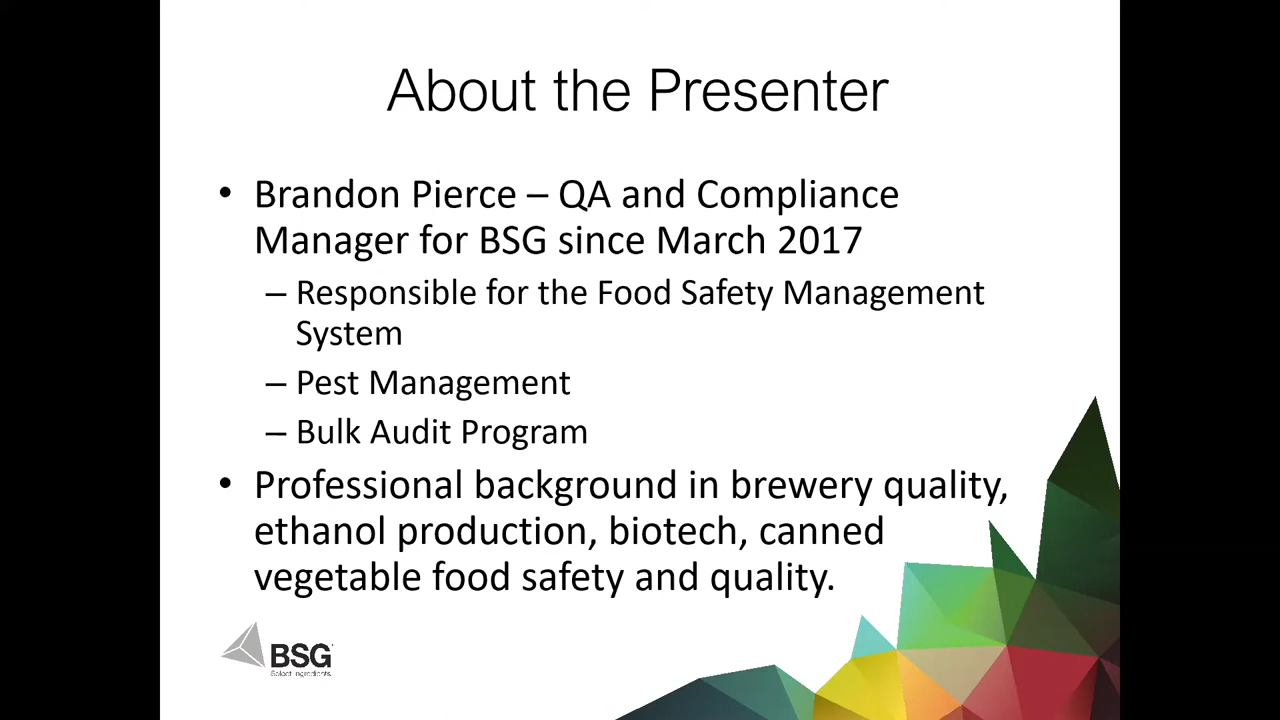 About the Presenter
• Brandon Pierce – QA and Compliance
Manager for BSG since March 2017
– Responsible for the Food Safety Management
System
– Pest Management
– Bulk Audit Program
• Professional background in brewery quality,
ethanol production, biotech, canned
vegetable food safety and quality.
BSG
Select Ingredients